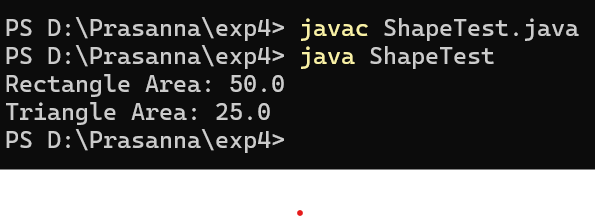 PS D:\Prasanna\exp4> javac ShapeTest.java
PS D:\Prasanna\exp4> java ShapeTest
Rectangle Area: 50.0
Triangle Area: 25.0
PS D:\Prasanna\exp4>